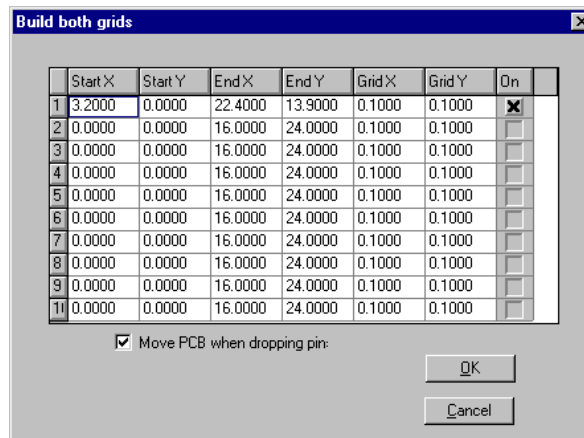 Build both grids
Start X Start Y End X End Y Grid X Grid Y On
1 3.2000 0.0000 22.4000 13.9000 0.1000 0.1000
2 0.0000 0.0000 16.0000 24.0000 0.1000 0.1000
3 0.0000 0.0000 16.0000 24.0000 0.1000 0.1000
4 0.0000 0.0000 16.0000 24.0000 0.1000 0.1000
5 0.0000 0.0000 16.0000 24.0000 0.1000 0.1000
6 0.0000 0.0000 16.0000 24.0000 0.1000 0.1000
7 0.0000 0.0000 16.0000 24.0000 0.1000 0.1000
8 0.0000 0.0000 16.0000 24.0000 0.1000 0.1000
9 0.0000 0.0000 16.0000 24.0000 0.1000 0.1000
0.0000 0.0000 16.0000 24.0000 0.1000 0.1000
Move PCB when dropping pin
OK
Cancel